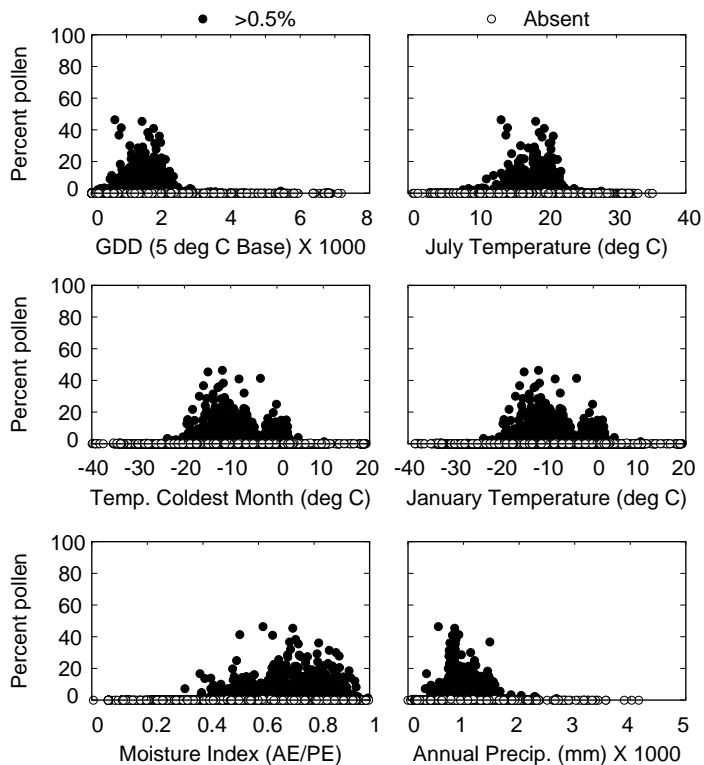 >0.5% Absent
100
80
60
40
20
0
Percent pollen
0 2 4 6 8
GDD (5 deg C Base) X 1000
0 10 20 30 40
July Temperature (deg C)
100
80
60
40
20
0
Percent pollen
-40 -30 -20 -10 0 10 20
Temp. Coldest Month (deg C)
-40 -30 -20 -10 0 10 20
January Temperature (deg C)
100
80
60
40
20
0
Percent pollen
0 0.2 0.4 0.6 0.8 1
Moisture Index (AE/PE)
0 1 2 3 4 5
Annual Precip. (mm) X 1000